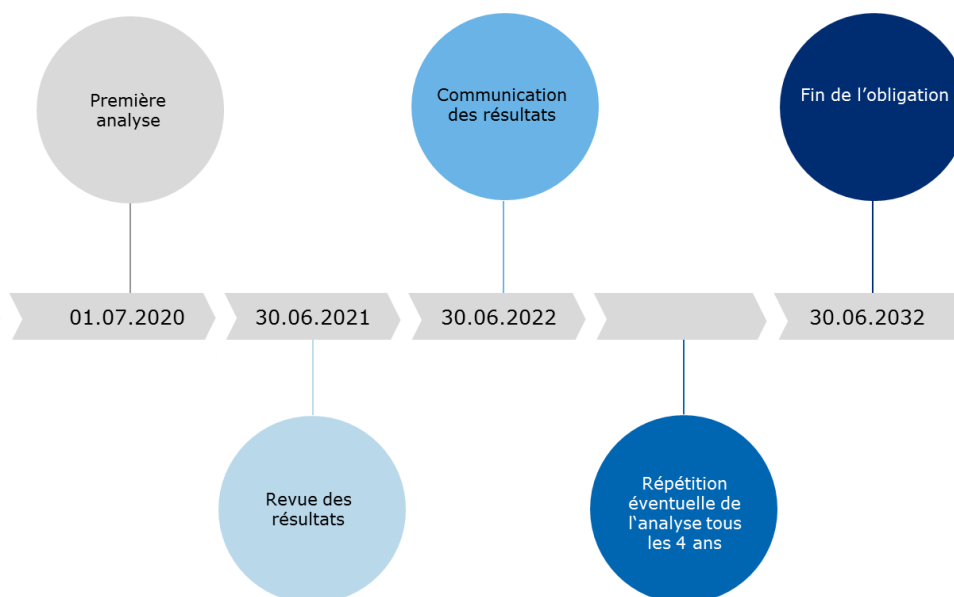 Première
analyse
Communication
des résultats
Fin de l’obligation
01.07.2020
30.06.2021
30.06.2022
30.06.2032
Revue des
résultats
Répétition
éventuelle de
l‘analyse tous
les 4 ans